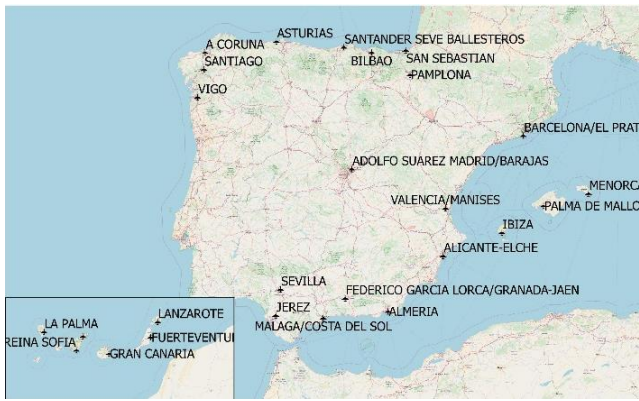 ASTURIAS
SANTANDER SEVE BALLESTEROS
A CORUNA
BILBAO
SAN SEBASTIAN
SANTIAGO
PAMPLONA
VIGO
BARCELONA/EL PRAT
ADOLFO SUAREZ MADRID/BARAJAS
MENORCA
VALENCIA/MANISES
PALMA DE MALLO
IBIZA
ALICANTE-ELCHE
SEVILLA
FEDERICO GARCIA LORCA/GRANADA-JAEN
JEREZ
ALMERIA
MALAGA/COSTA DEL SOL
LANZAROTE
LA PALMA
FUERTEVENTU
REINA SOFIA
GRAN CANARIA